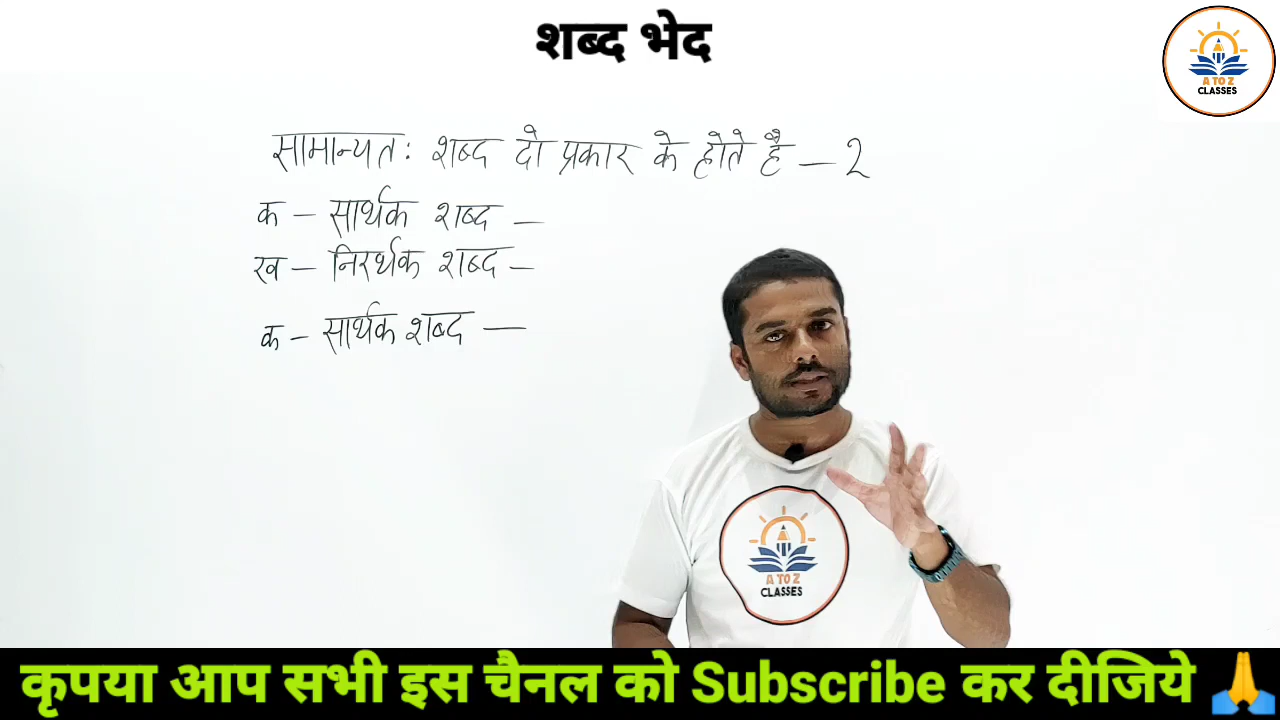 शब्द भेद
A TO Z
CLASSES
सामान्यत: शब्द दो प्रकार के होते है — 2
क – सार्थक शब्द –
ख – निरर्थक शब्द –
क – सार्थक शब्द —
A TO Z
CLASSES
कृपया आप सभी इस चैनल को Subscribe कर दीजिये 🙏